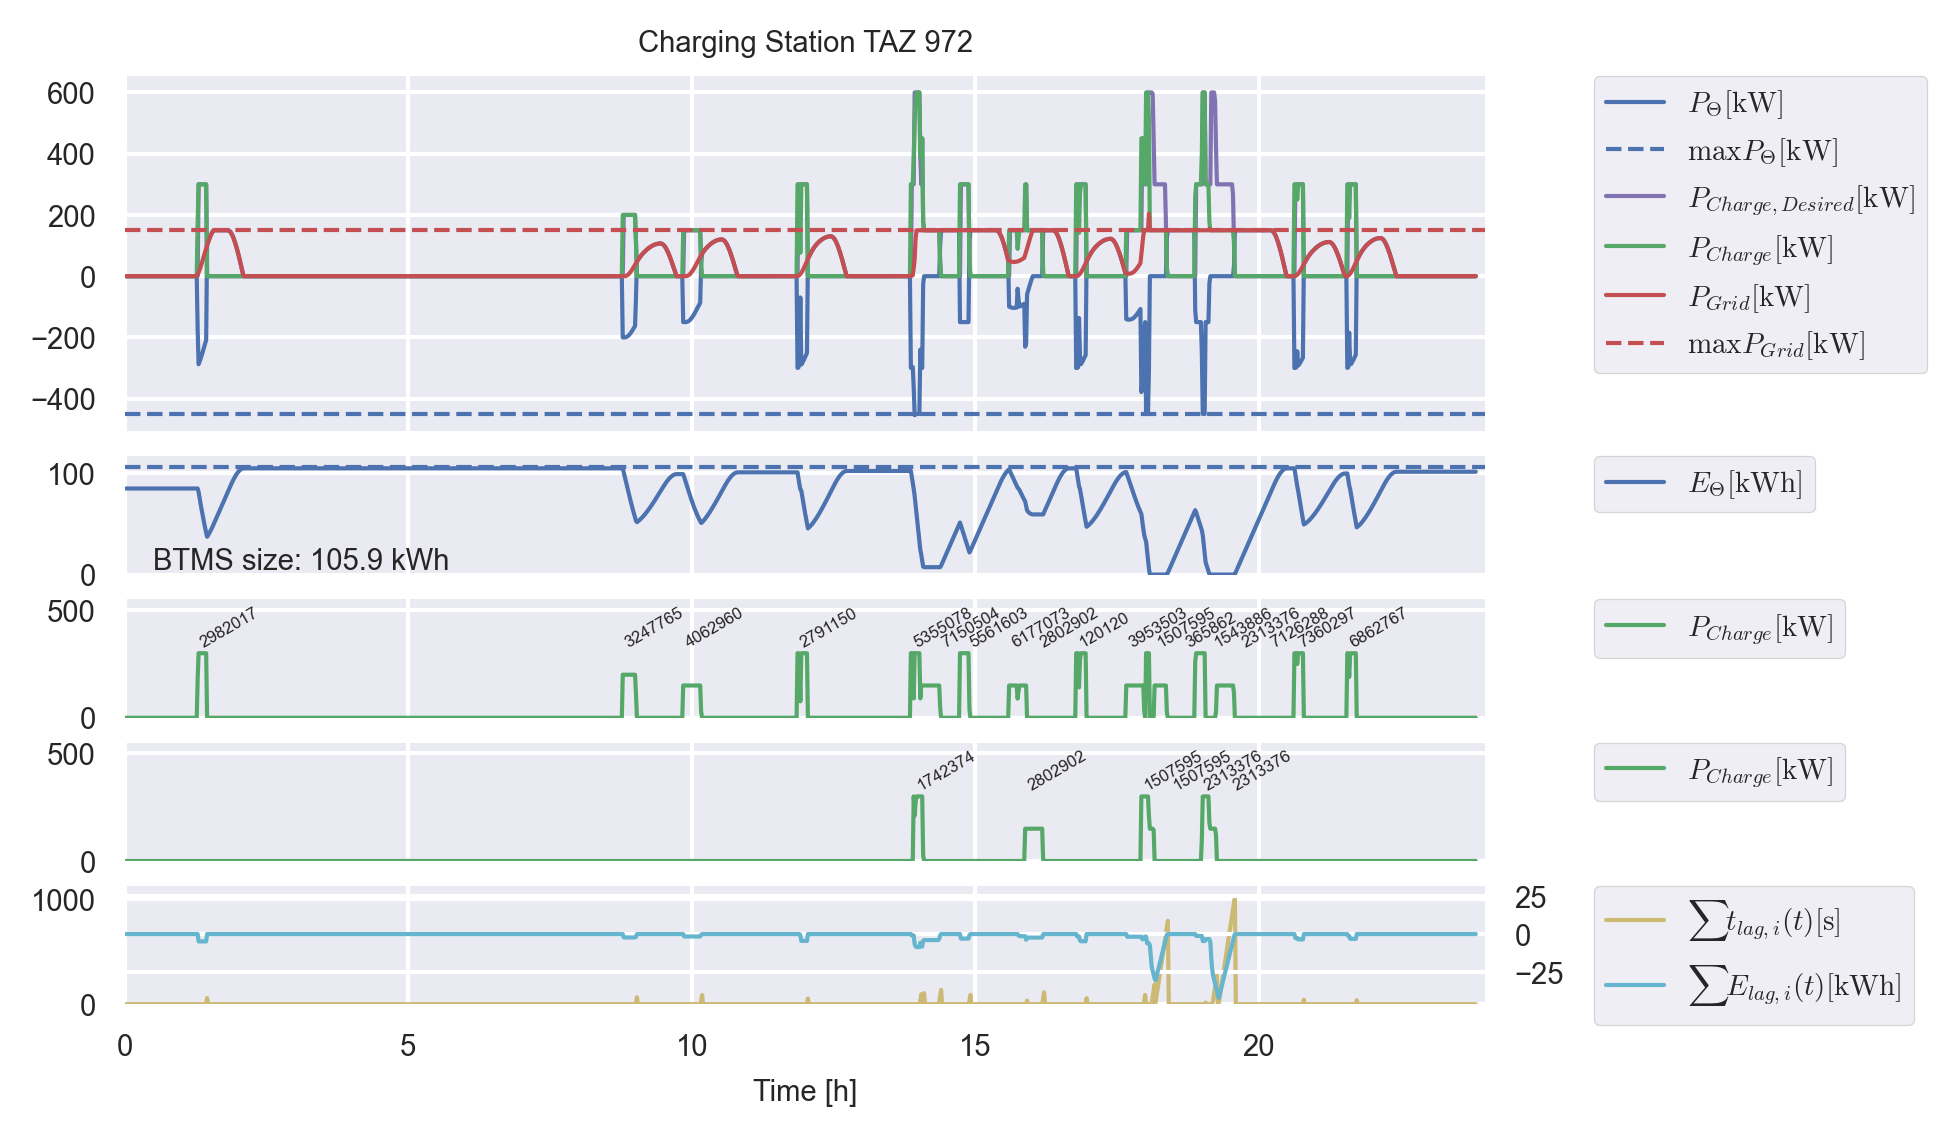 Charging Station TAZ 972
600
400
200
0
−200
−400
P_Θ[kW]
maxP_Θ[kW]
P_Charge, Desired[kW]
P_Charge[kW]
P_Grid[kW]
maxP_Grid[kW]
100
0
BTMS size: 105.9 kWh
E_Θ[kWh]
500
0
2982017
3247765
4062960
2791150
5355078
7150504
5561603
6177073
2802902
120120
3953503
1507595
365862
1543886
2313376
7126288
7360297
6862767
P_Charge[kW]
500
0
1742374
2802902
1507595
1507595
2313376
2313376
P_Charge[kW]
1000
0
25
0
−25
∑t_lag, i(t)[s]
∑E_lag, i(t)[kWh]
0 5 10 15 20
Time [h]